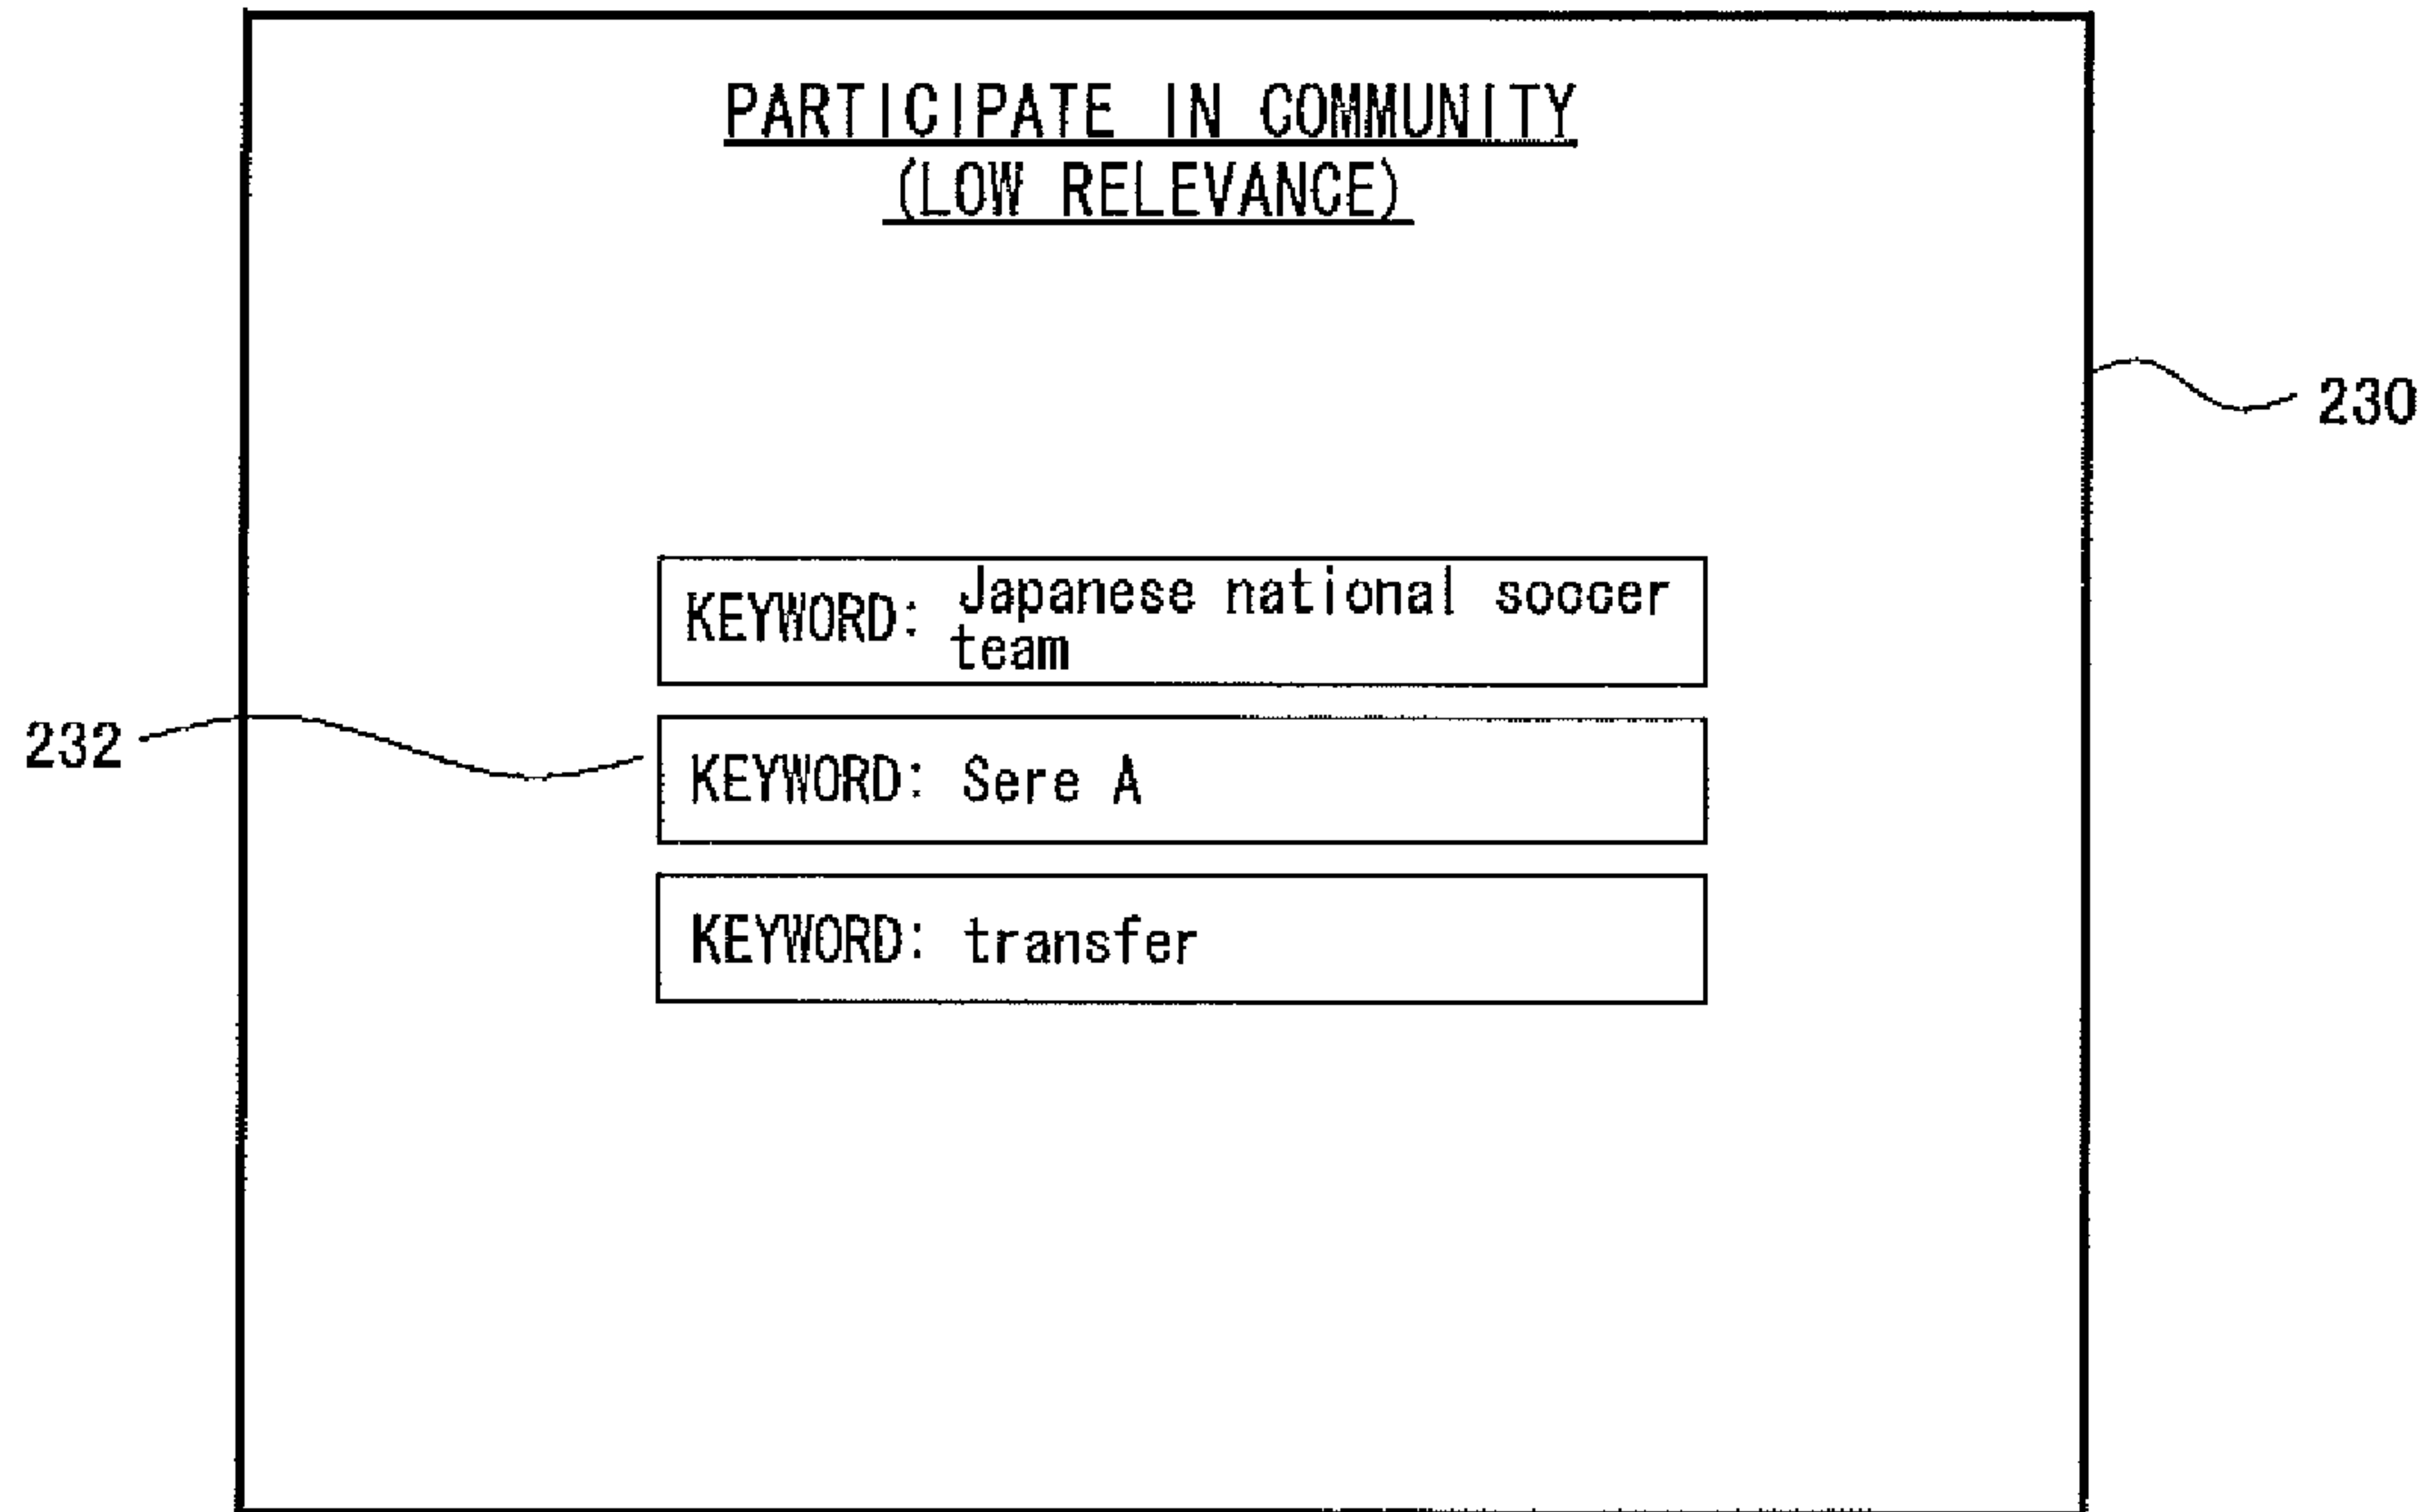 PARTICIPATE IN COMMUNITY
(LOW RELEVANCE)
230
KEYWORD: Japanese national soccer
team
232
KEYWORD: Sere A
KEYWORD: transfer